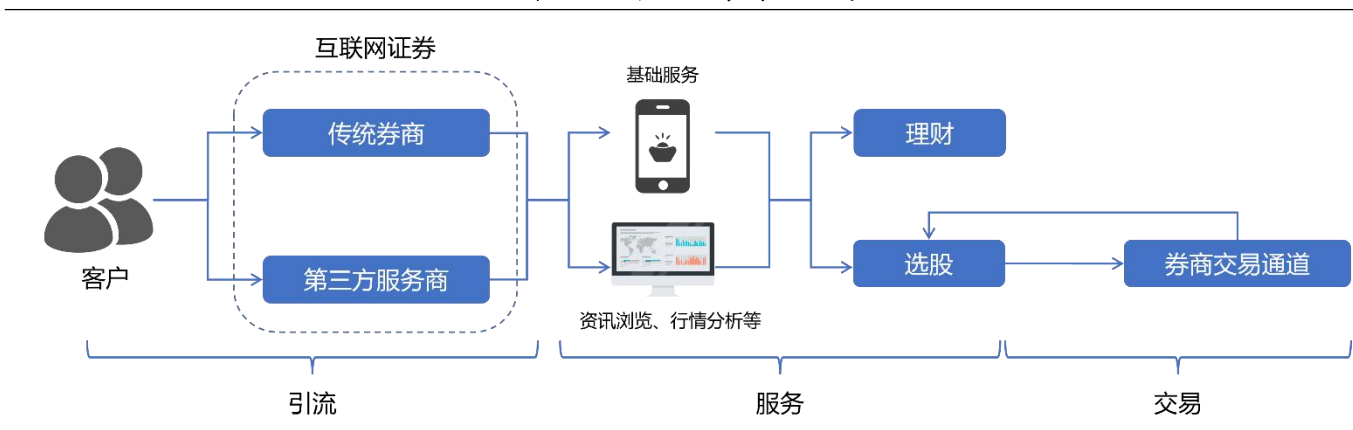 互联网证券
基础服务
传统券商
理财
客户
第三方服务商
选股
券商交易通道
资讯浏览、行情分析等
引流
服务
交易